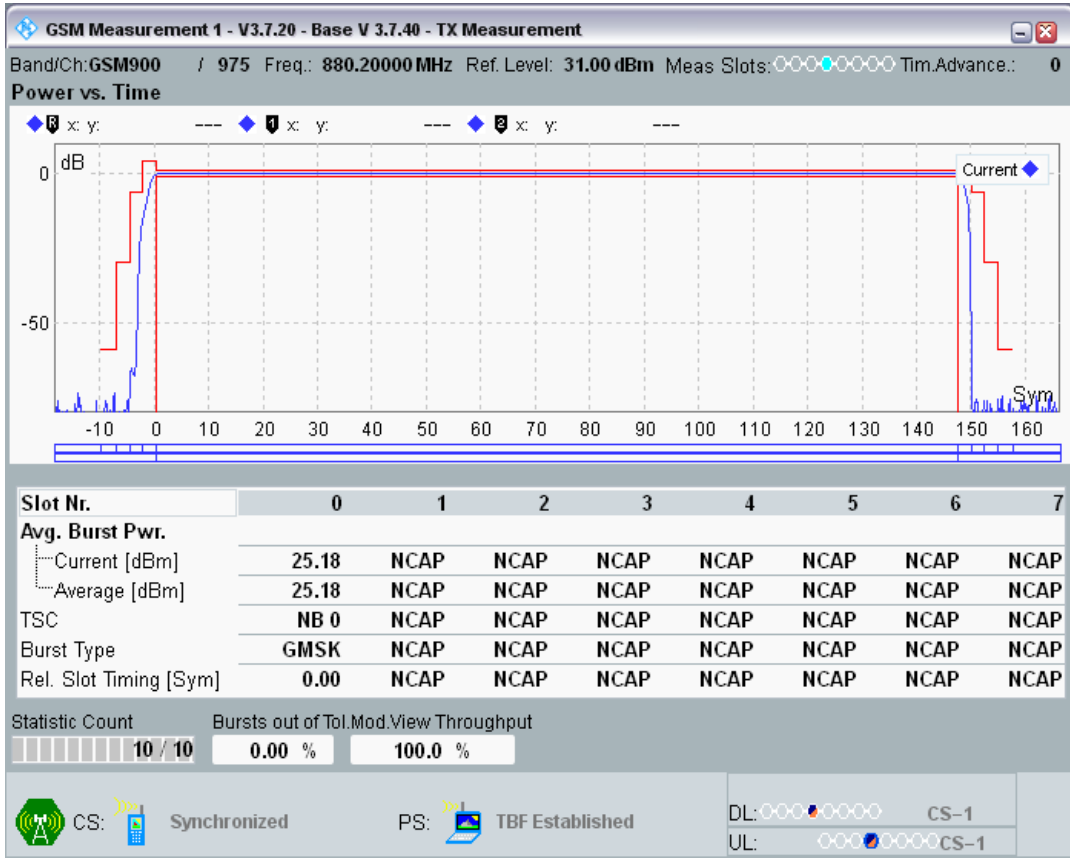 GSM Measurement 1 - V3.7.20 - Base V 3.7.40 - TX Measurement
Band/Ch:GSM900 / 975 Freq.: 880.20000 MHz Ref. Level: 31.00 dBm Meas Slots: Tim.Advance.: 0
Power vs. Time
R x: y: --- 1 x: y: --- 2 x: y: ---
dB
Current
0
-50
Sym
-10 0 10 20 30 40 50 60 70 80 90 100 110 120 130 140 150 160
Slot Nr. 0 1 2 3 4 5 6 7
Avg. Burst Pwr.
Current [dBm] 25.18 NCAP NCAP NCAP NCAP NCAP NCAP NCAP
Average [dBm] 25.18 NCAP NCAP NCAP NCAP NCAP NCAP NCAP
TSC NB 0 NCAP NCAP NCAP NCAP NCAP NCAP NCAP
Burst Type GMSK NCAP NCAP NCAP NCAP NCAP NCAP NCAP
Rel. Slot Timing [Sym] 0.00 NCAP NCAP NCAP NCAP NCAP NCAP NCAP
Statistic Count Bursts out of Tol.Mod.View Throughput
10 / 10 0.00 % 100.0 %
CS: Synchronized PS: TBF Established
DL: CS-1
UL: CS-1